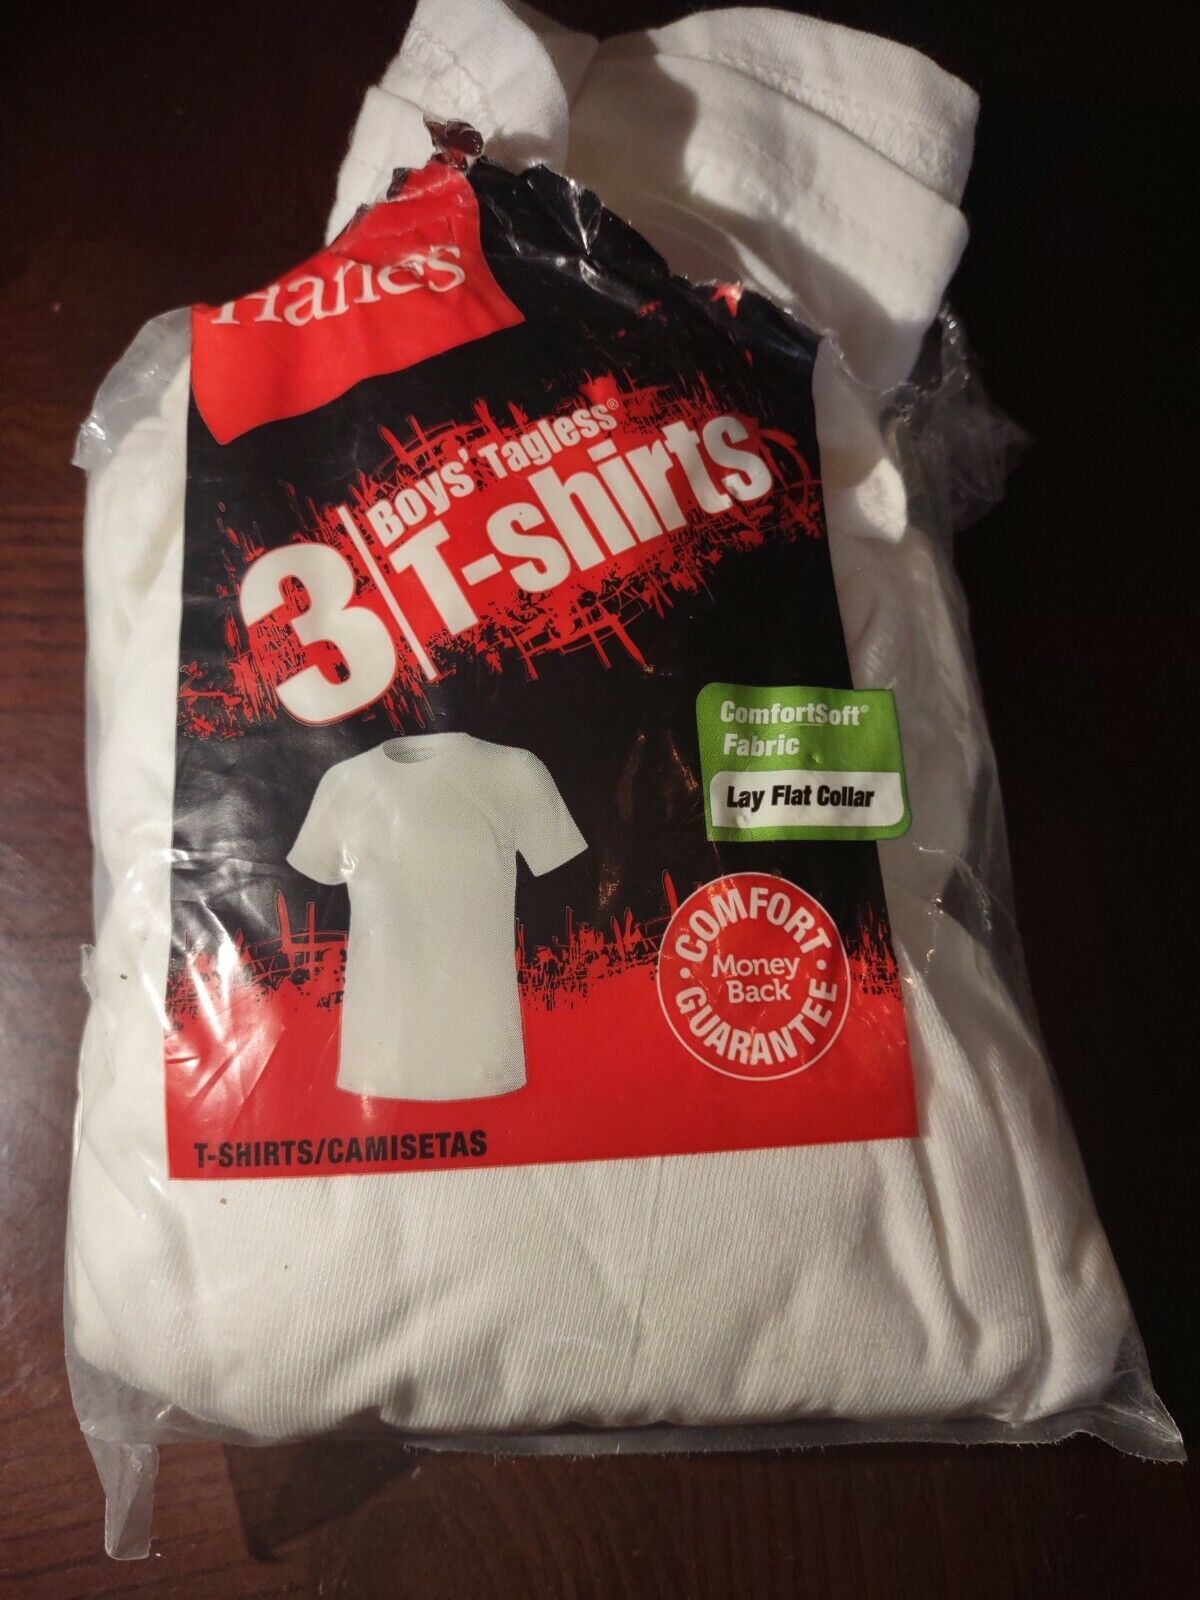 Hanes
3
Boys' Tagless®
T-shirts
ComfortSoft®
Fabric
Lay Flat Collar
COMFORT
Money
Back
GUARANTEE
T-SHIRTS/CAMISETAS